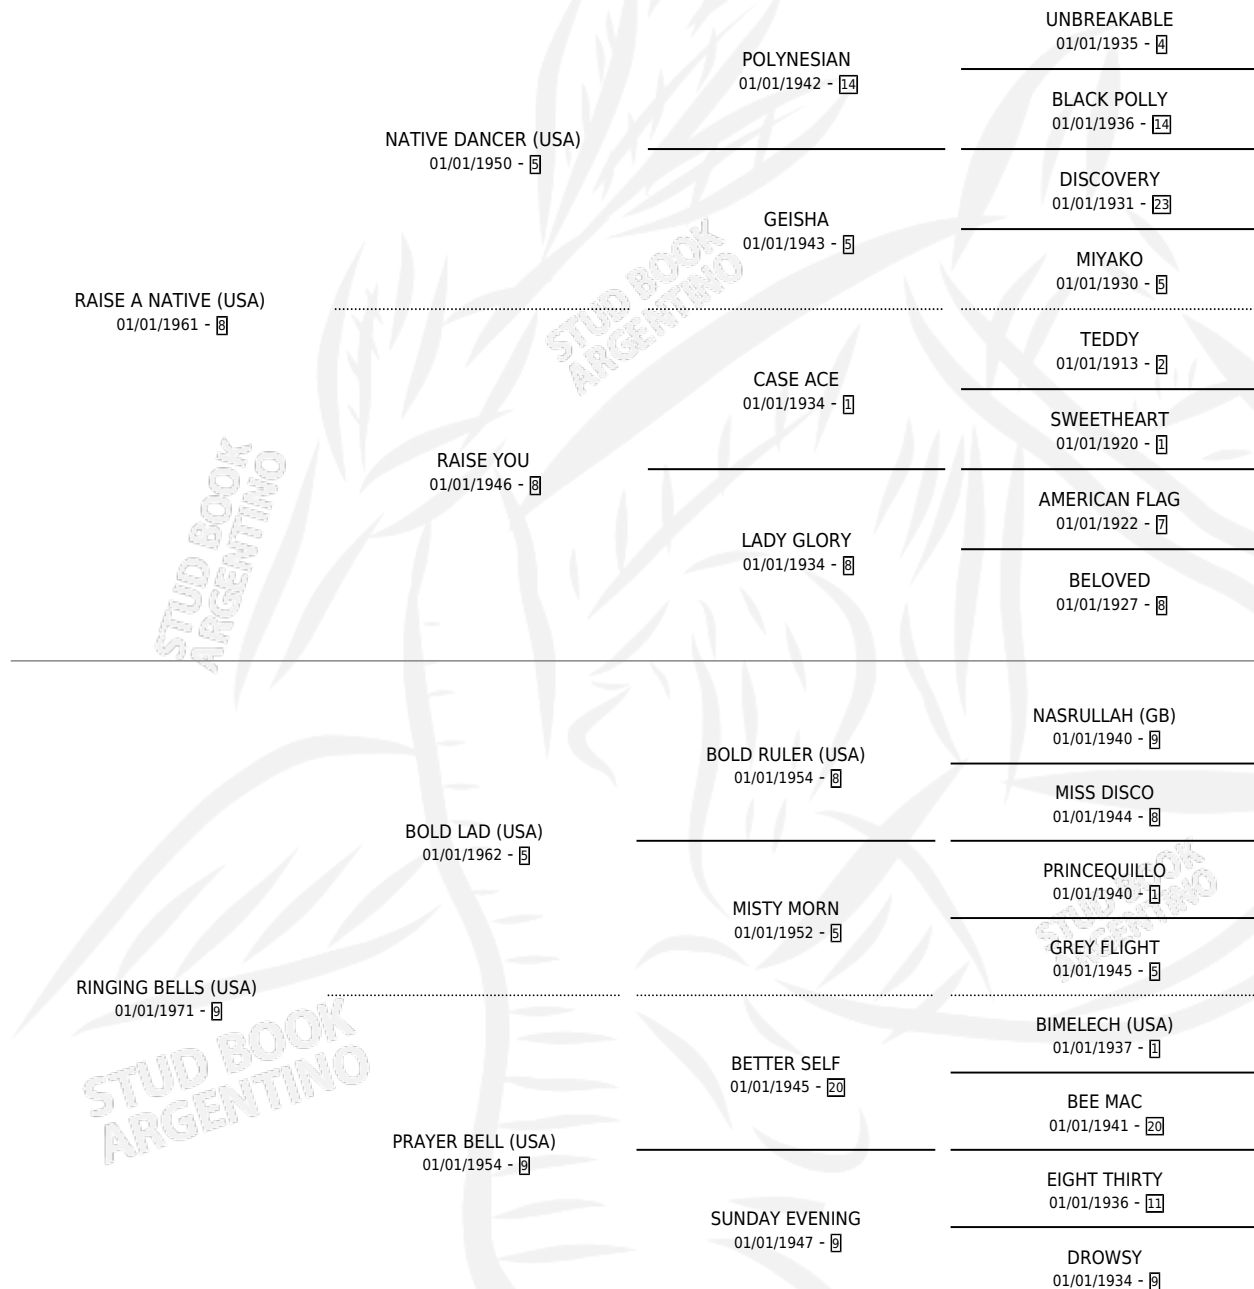 UNBREAKABLE
01/01/1935 - 4
POLYNESIAN
01/01/1942 - 14
BLACK POLLY
01/01/1936 - 14
NATIVE DANCER (USA)
01/01/1950 - 5
DISCOVERY
01/01/1931 - 23
GEISHA
01/01/1943 - 5
MIYAKO
01/01/1930 - 5
RAISE A NATIVE (USA)
01/01/1961 - 8
TEDDY
01/01/1913 - 2
CASE ACE
01/01/1934 - 1
SWEETHEART
01/01/1920 - 1
RAISE YOU
01/01/1946 - 8
AMERICAN FLAG
01/01/1922 - 7
LADY GLORY
01/01/1934 - 8
BELOVED
01/01/1927 - 8
STUD BOOK
ARGENTINO
STUD BOOK
ARGENTINO
NASRULLAH (GB)
01/01/1940 - 9
BOLD RULER (USA)
01/01/1954 - 8
MISS DISCO
01/01/1944 - 8
BOLD LAD (USA)
01/01/1962 - 5
PRINCEQUILLO
01/01/1940 - 1
MISTY MORN
01/01/1952 - 5
GREY FLIGHT
01/01/1945 - 5
RINGING BELLS (USA)
01/01/1971 - 9
BIMELECH (USA)
01/01/1937 - 1
BETTER SELF
01/01/1945 - 20
BEE MAC
01/01/1941 - 20
PRAYER BELL (USA)
01/01/1954 - 9
EIGHT THIRTY
01/01/1936 - 11
SUNDAY EVENING
01/01/1947 - 9
DROWSY
01/01/1934 - 9
STUD BOOK
ARGENTINO
STUD BOOK
ARGENTINO